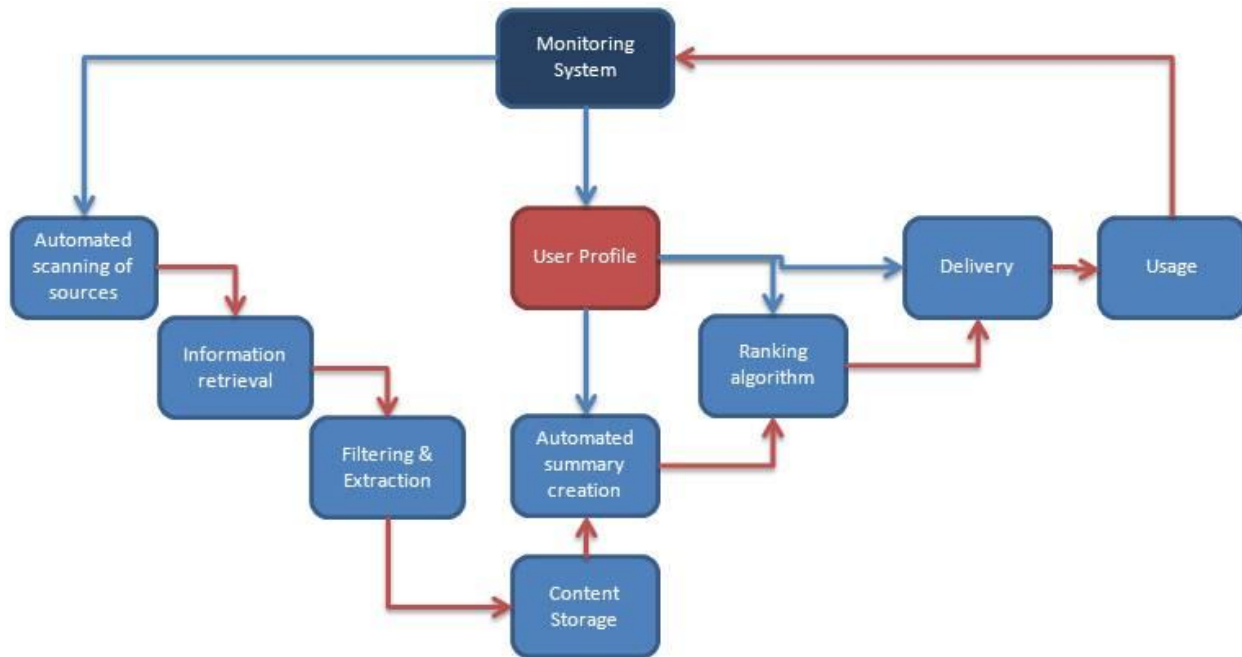 Monitoring
System
Automated
scanning of
sources
User Profile
Delivery
Usage
Information
retrieval
Ranking
algorithm
Filtering &
Extraction
Automated
summary
creation
Content
Storage